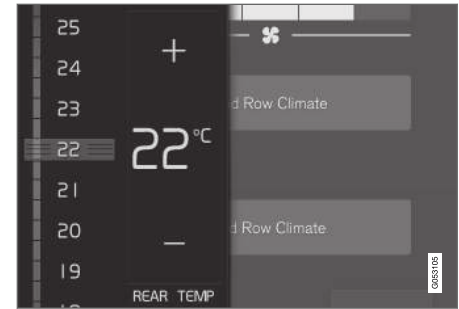 25
24
23
22
21
20
19
+
22°C
−
REAR TEMP
d Row Climate
d Row Climate
G053105